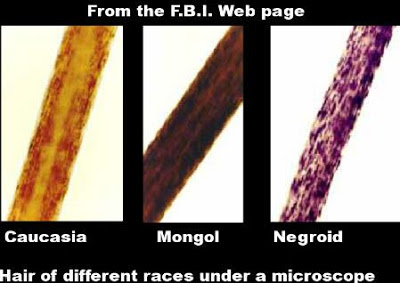 From the F.B.I. Web page
Caucasia Mongol Negroid
Hair of different races under a microscope